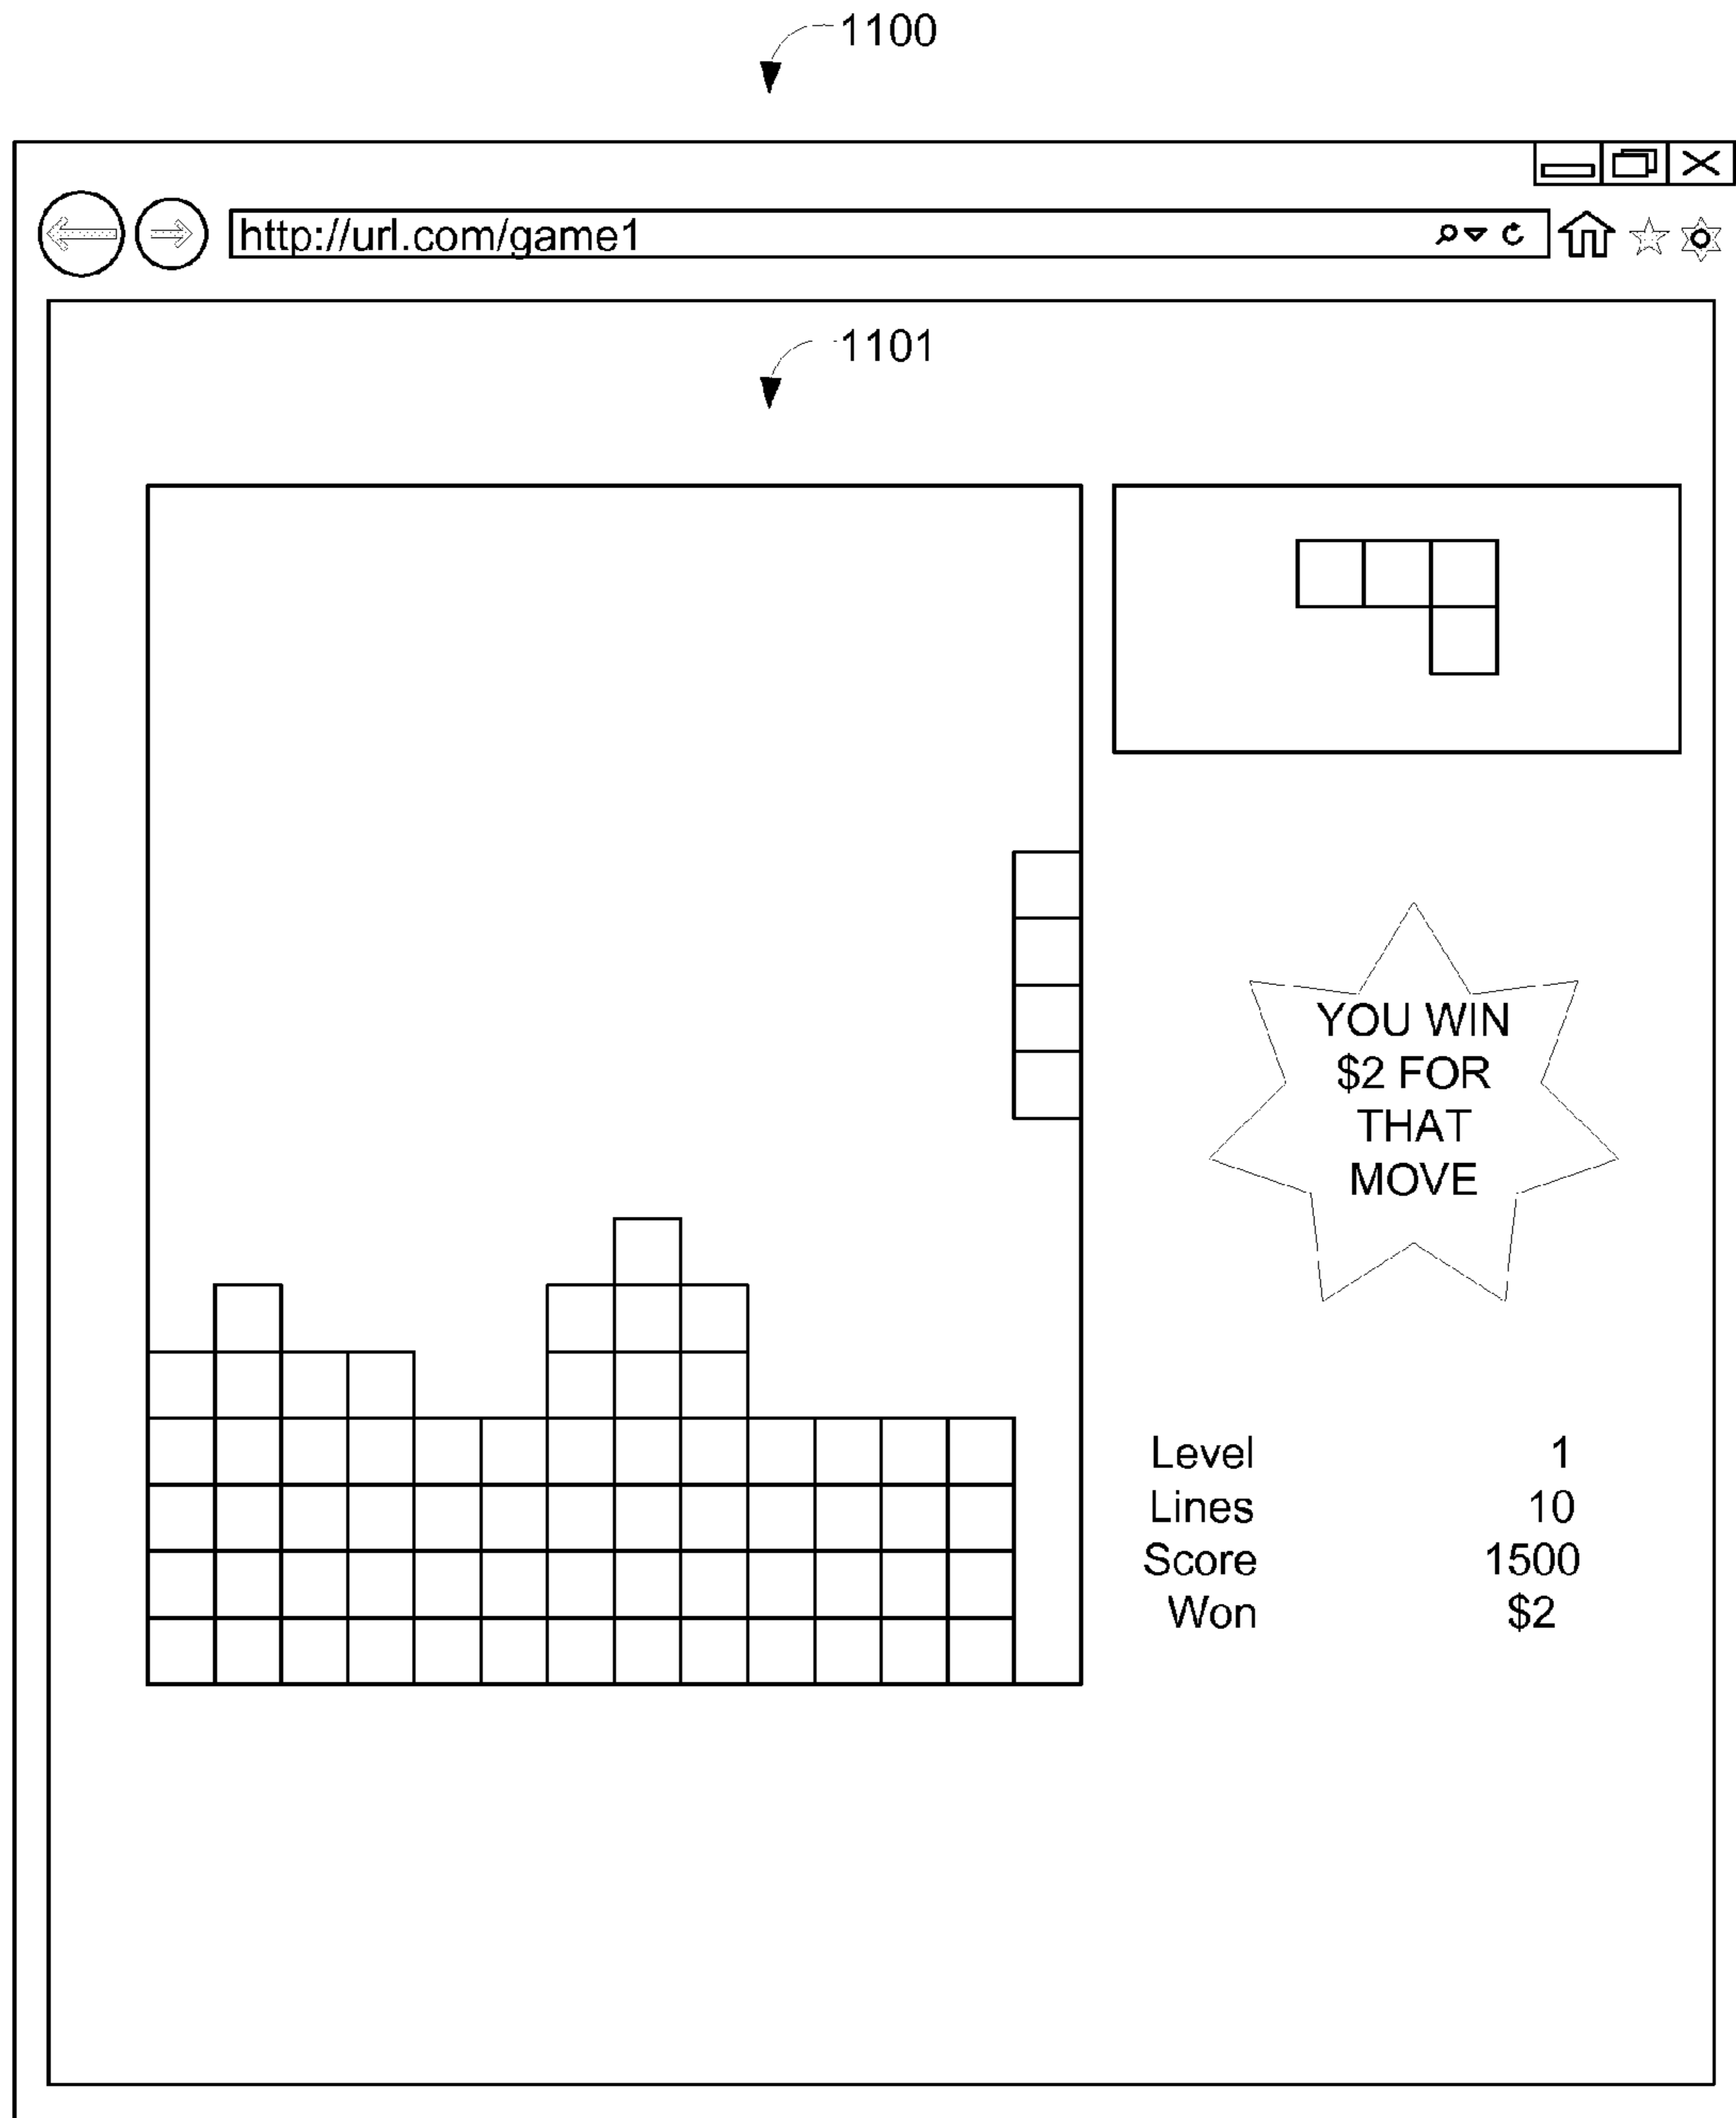 1100
http://url.com/game1
1101
YOU WIN
$2 FOR
THAT
MOVE
Level 1
Lines 10
Score 1500
Won $2